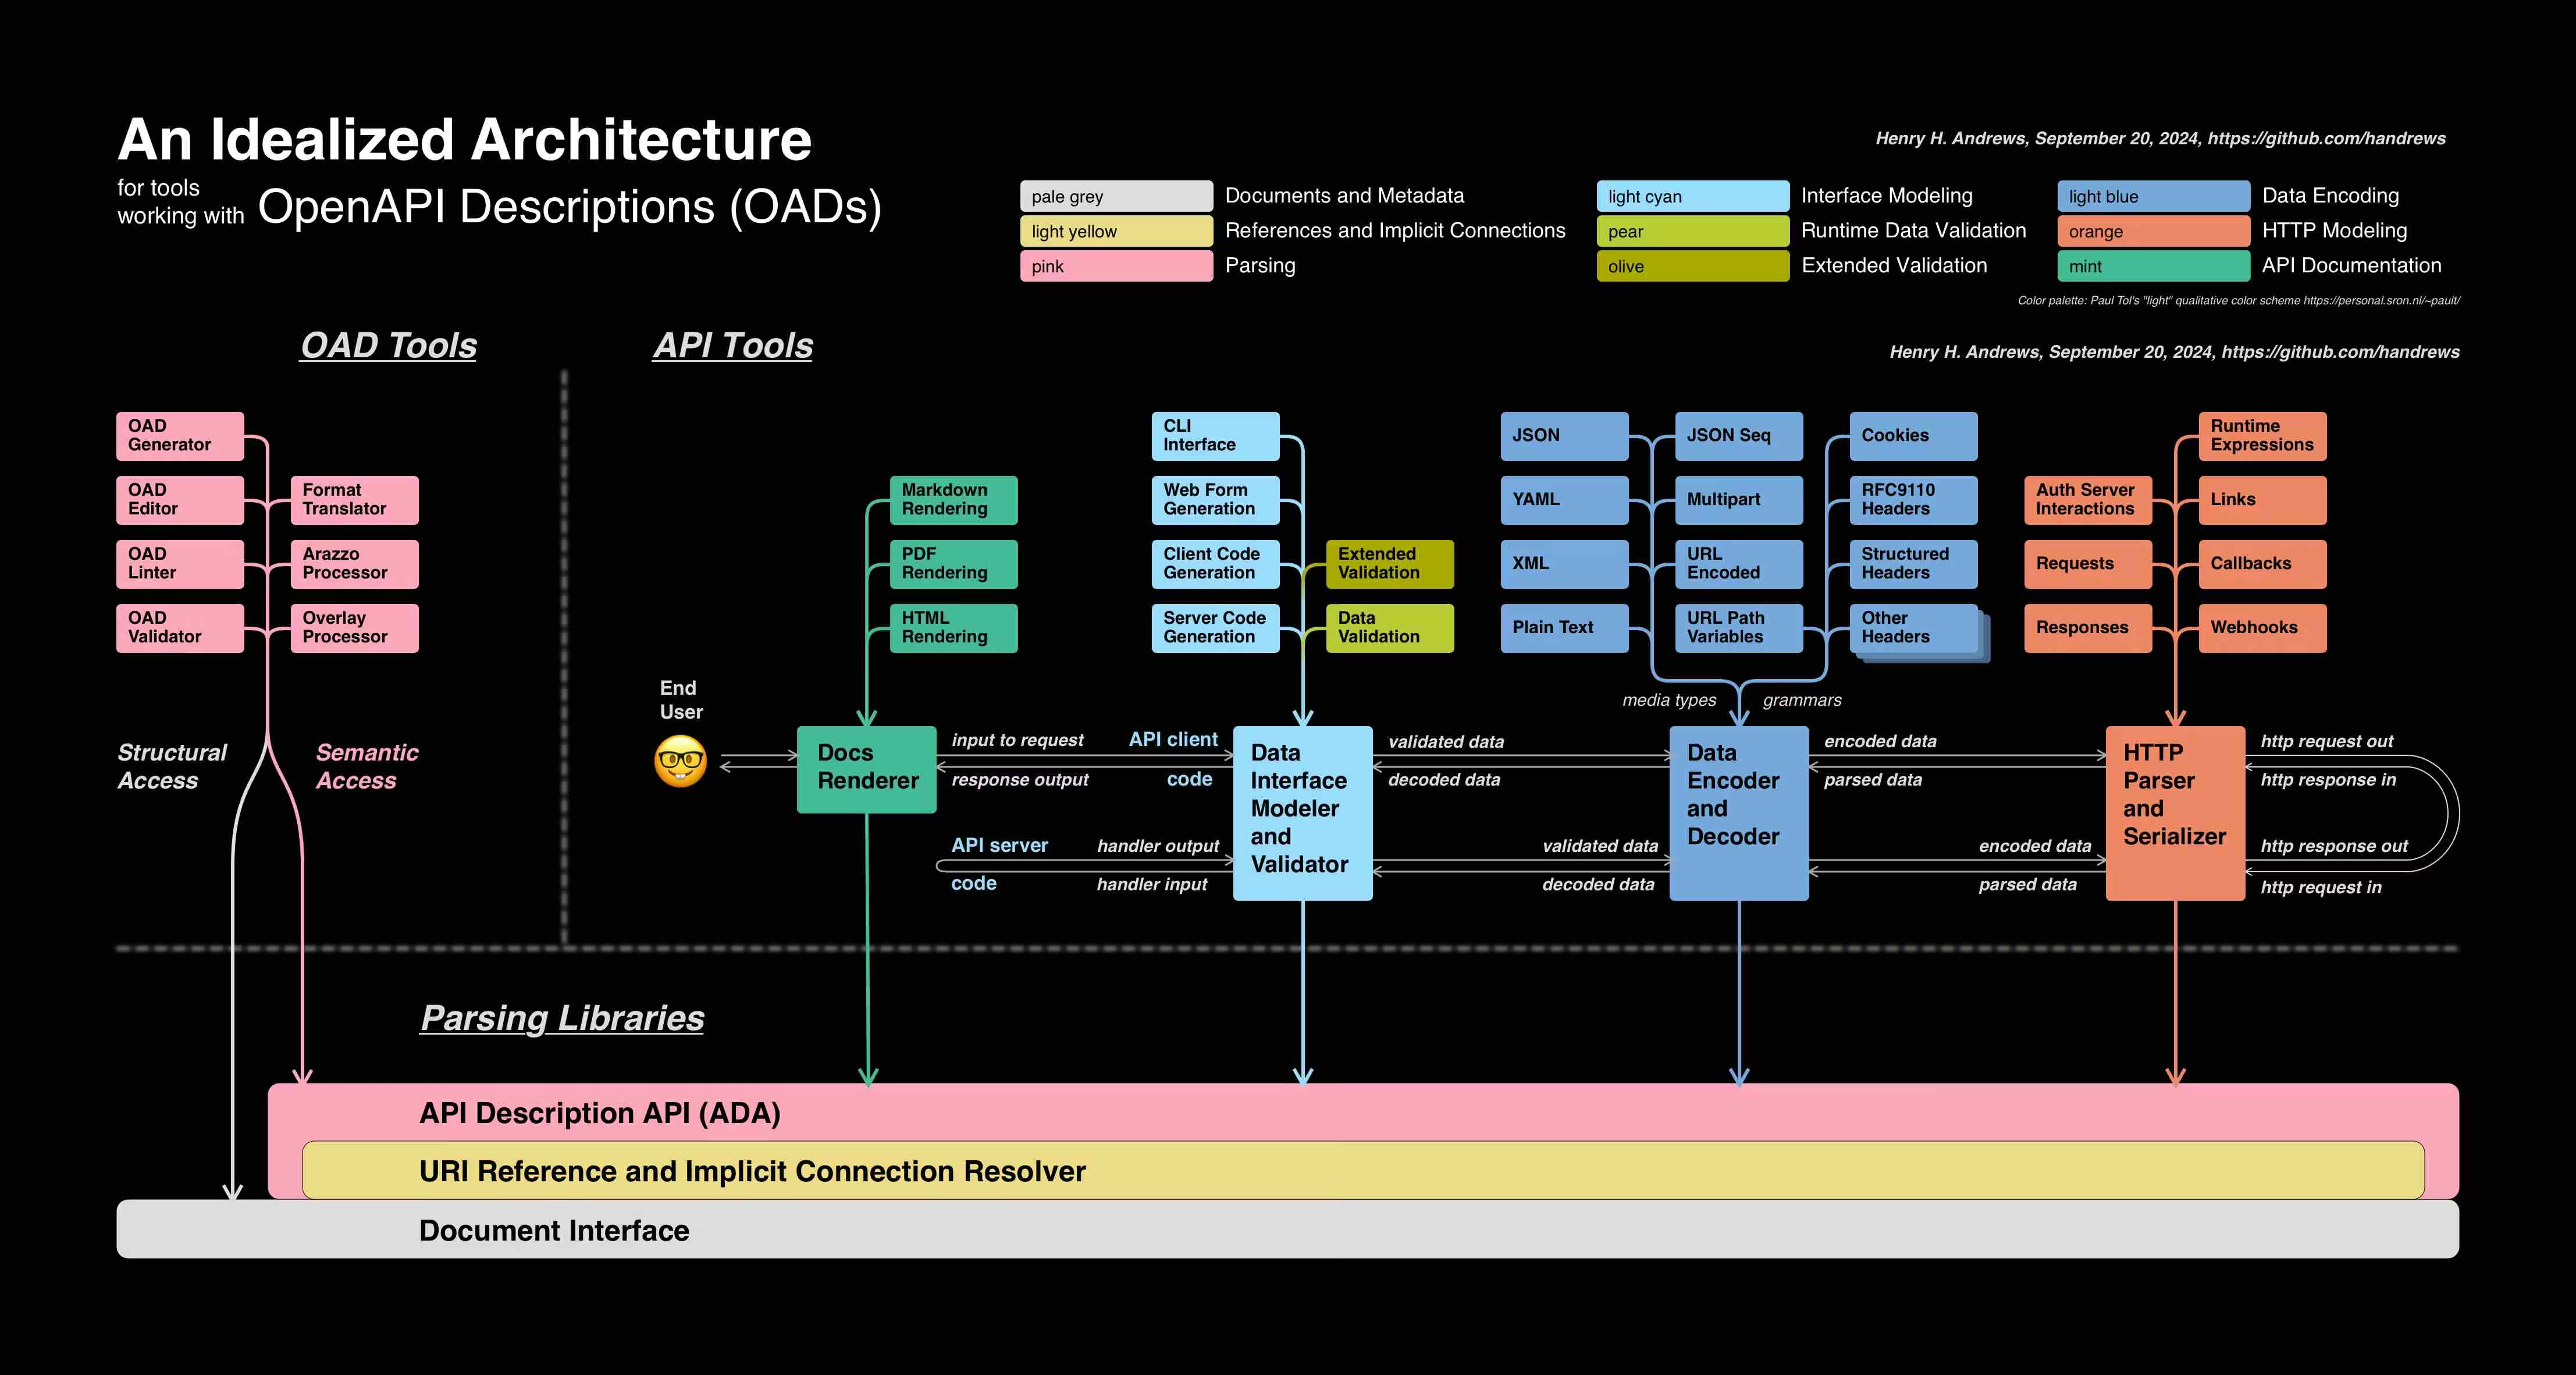 An Idealized Architecture
for tools
working with OpenAPI Descriptions (OADs)
Henry H. Andrews, September 20, 2024, https://github.com/handrews
pale grey Documents and Metadata
light yellow References and Implicit Connections
pink Parsing
light cyan Interface Modeling
pear Runtime Data Validation
olive Extended Validation
light blue Data Encoding
orange HTTP Modeling
mint API Documentation
Color palette: Paul Tol's "light" qualitative color scheme https://personal.sron.nl/~pault/
OAD Tools
API Tools
Henry H. Andrews, September 20, 2024, https://github.com/handrews
OAD
Generator
OAD
Editor
OAD
Linter
OAD
Validator
Format
Translator
Arazzo
Processor
Overlay
Processor
Structural
Access
Semantic
Access
End
User
Markdown
Rendering
PDF
Rendering
HTML
Rendering
Docs
Renderer
input to request
response output
API client
code
API server
code
handler output
handler input
CLI
Interface
Web Form
Generation
Client Code
Generation
Server Code
Generation
Extended
Validation
Data
Validation
Data
Interface
Modeler
and
Validator
validated data
decoded data
validated data
decoded data
JSON
YAML
XML
Plain Text
JSON Seq
Multipart
URL
Encoded
URL Path
Variables
Cookies
RFC9110
Headers
Structured
Headers
Other
Headers
media types
grammars
Data
Encoder
and
Decoder
encoded data
parsed data
encoded data
parsed data
Auth Server
Interactions
Requests
Responses
Runtime
Expressions
Links
Callbacks
Webhooks
HTTP
Parser
and
Serializer
http request out
http response in
http response out
http request in
Parsing Libraries
API Description API (ADA)
URI Reference and Implicit Connection Resolver
Document Interface